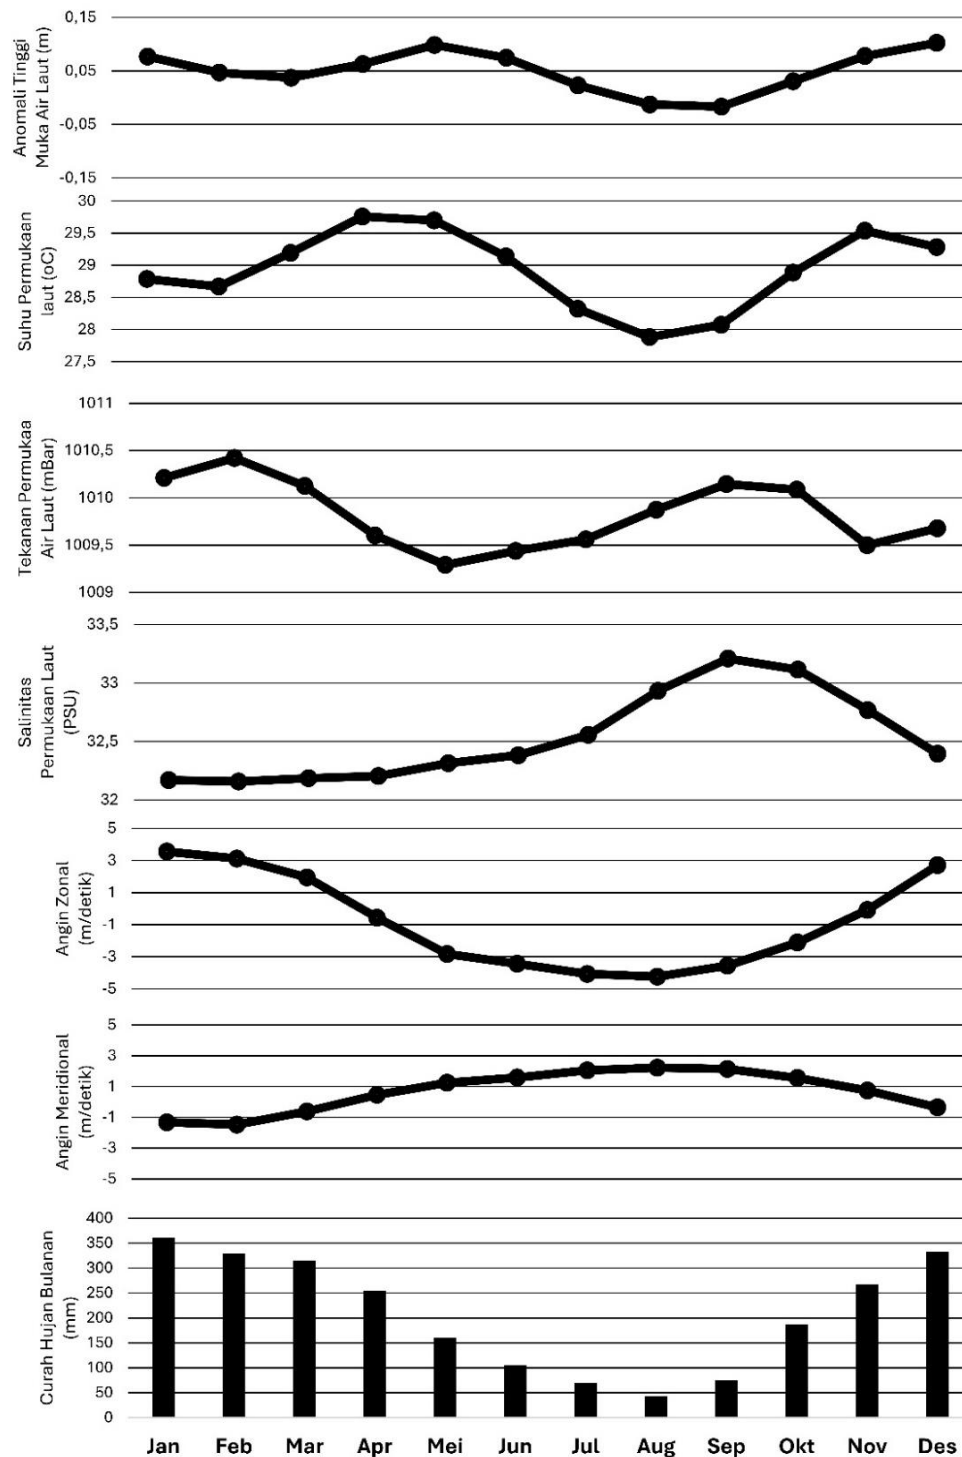 Anomali Tinggi
Muka Air Laut (m)
0,15
0,05
-0,05
-0,15
Suhu Permukaan
laut (oC)
30
29,5
29
28,5
28
27,5
Tekanan Permukaa
Air Laut (mBar)
1011
1010,5
1010
1009,5
1009
Salinitas
Permukaan Laut
(PSU)
33,5
33
32,5
32
Angin Zonal
(m/detik)
5
3
1
-1
-3
-5
Angin Meridional
(m/detik)
5
3
1
-1
-3
-5
Curah Hujan Bulanan
(mm)
400
350
300
250
200
150
100
50
0
Jan Feb Mar Apr Mei Jun Jul Aug Sep Okt Nov Des